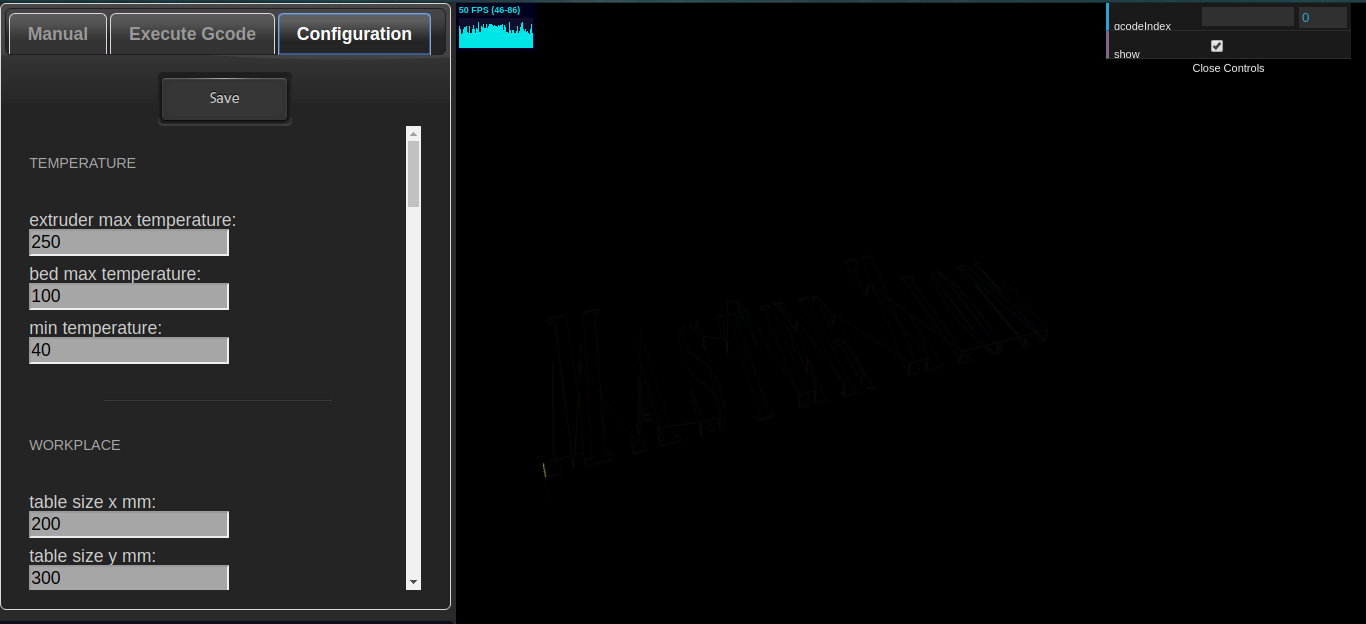 Manual
Execute Gcode
Configuration
Save
TEMPERATURE
extruder max temperature:
250
bed max temperature:
100
min temperature:
40
WORKPLACE
table size x mm:
200
table size y mm:
300
50 FPS (46-86)
gcodeIndex
0
show
Close Controls